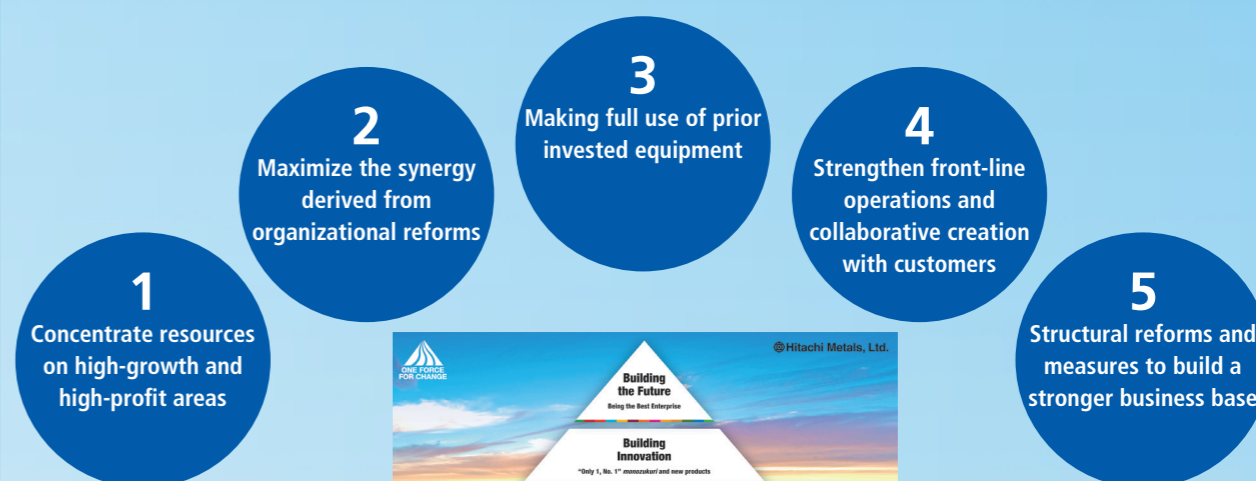 1
Concentrate resources
on high-growth and
high-profit areas
2
Maximize the synergy
derived from
organizational reforms
3
Making full use of prior
invested equipment
4
Strengthen front-line
operations and
collaborative creation
with customers
5
Structural reforms and
measures to build a
stronger business base
ONE FORCE
FOR CHANGE
Hitachi Metals, Ltd.
Building
the Future
Being the Best Enterprise
Building
Innovation
"Only 1, No. 1" monozukuri and new products